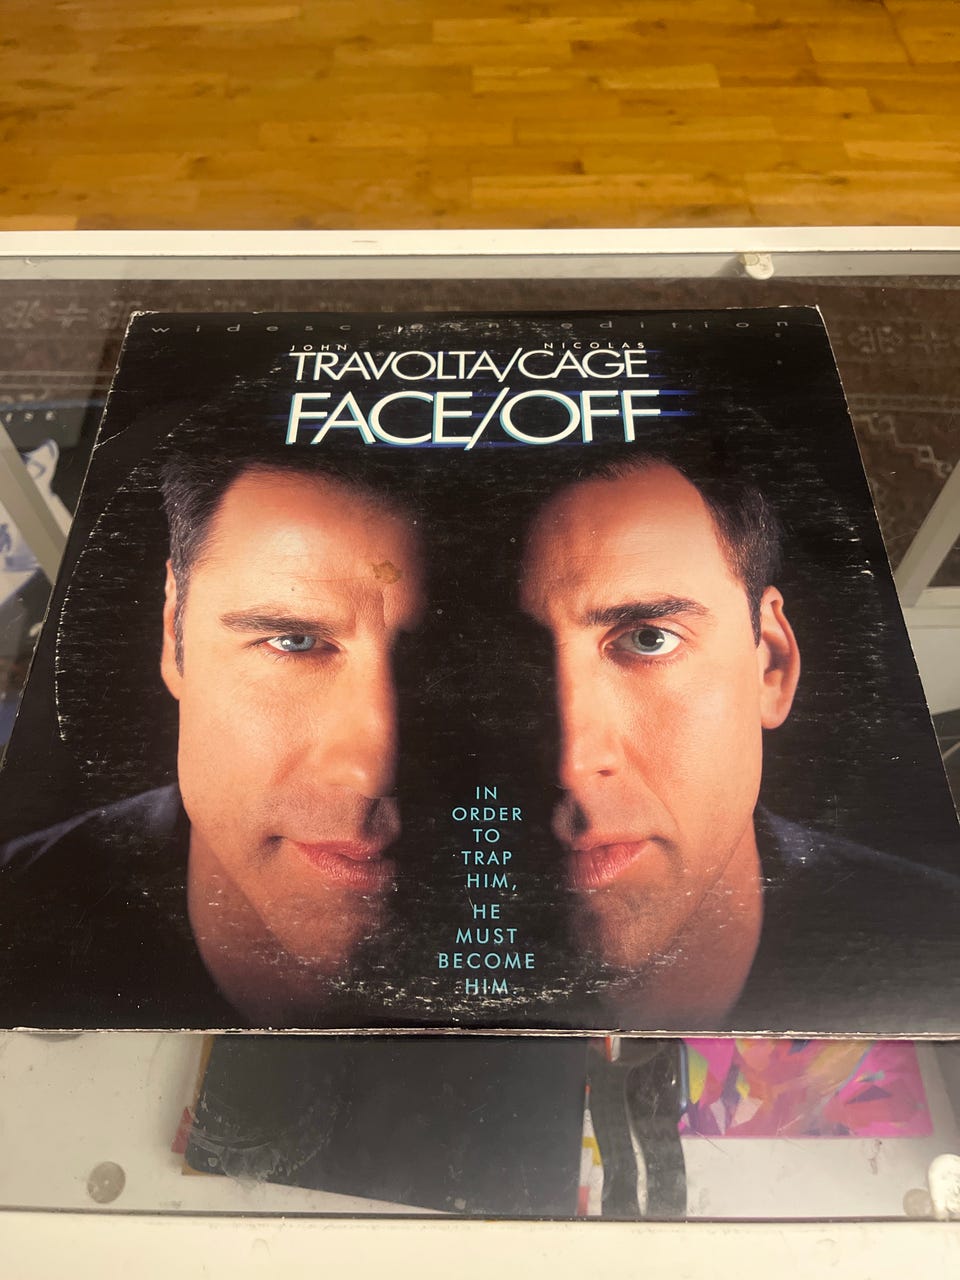 widescreen edition
JOHN NICOLAS
TRAVOLTA/CAGE
FACE/OFF
IN
ORDER
TO
TRAP
HIM,
HE
MUST
BECOME
HIM.